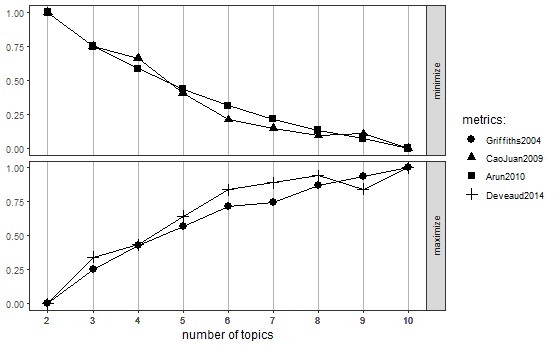 1.00
0.75
0.50
0.25
0.00
minimize
1.00
0.75
0.50
0.25
0.00
maximize
2 3 4 5 6 7 8 9 10
number of topics
metrics:
Griffiths2004
CaoJuan2009
Arun2010
Deveaud2014